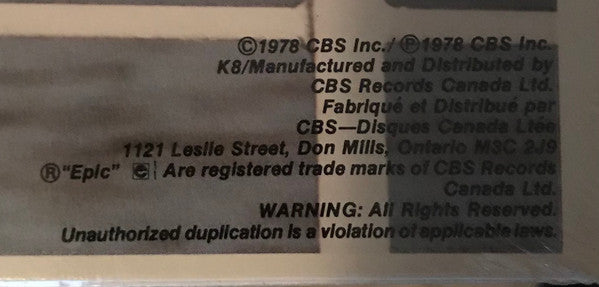 ©1978 CBS Inc./℗1978 CBS Inc.
K8/Manufactured and Distributed by
CBS Records Canada Ltd.
Fabriqué et Distribué par
CBS—Disques Canada Ltée
1121 Leslie Street, Don Mills, Ontario M3C 2J9
®"Epic" e Are registered trade marks of CBS Records
Canada Ltd.
WARNING: All Rights Reserved.
Unauthorized duplication is a violation of applicable laws.